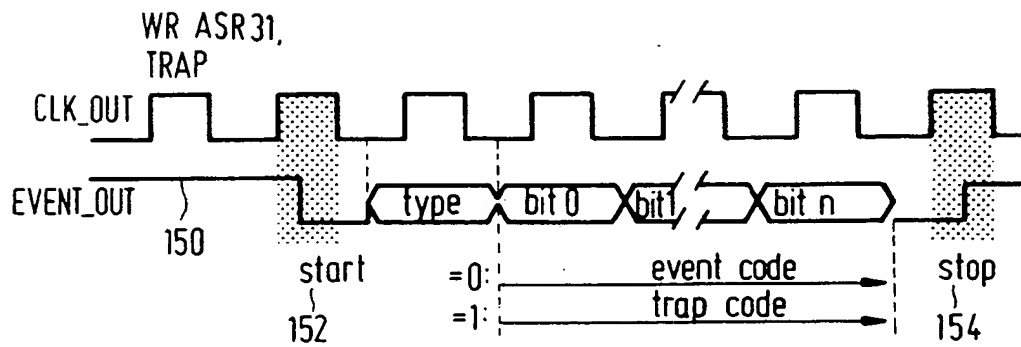 WR ASR31,
TRAP
CLK_OUT
EVENT_OUT
type
bit 0
bit1
bit n
150
start
152
=0:
event code
=1:
trap code
stop
154